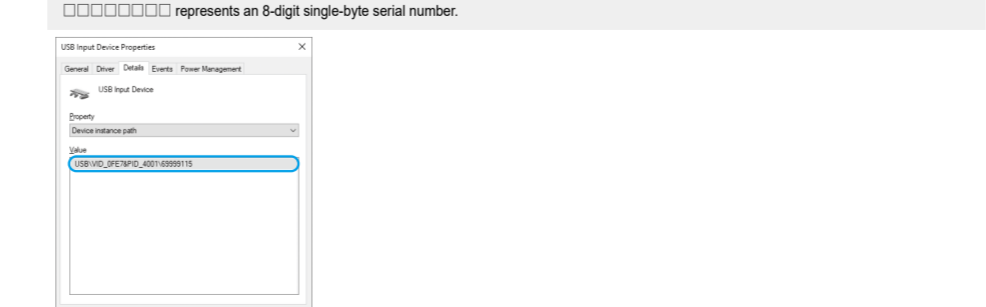 □□□□□□□□ represents an 8-digit single-byte serial number.
USB Input Device Properties
General Driver Details Events Power Management
USB Input Device
Property
Device instance path
Value
USB\VID_0FE7&PID_4001\69999115